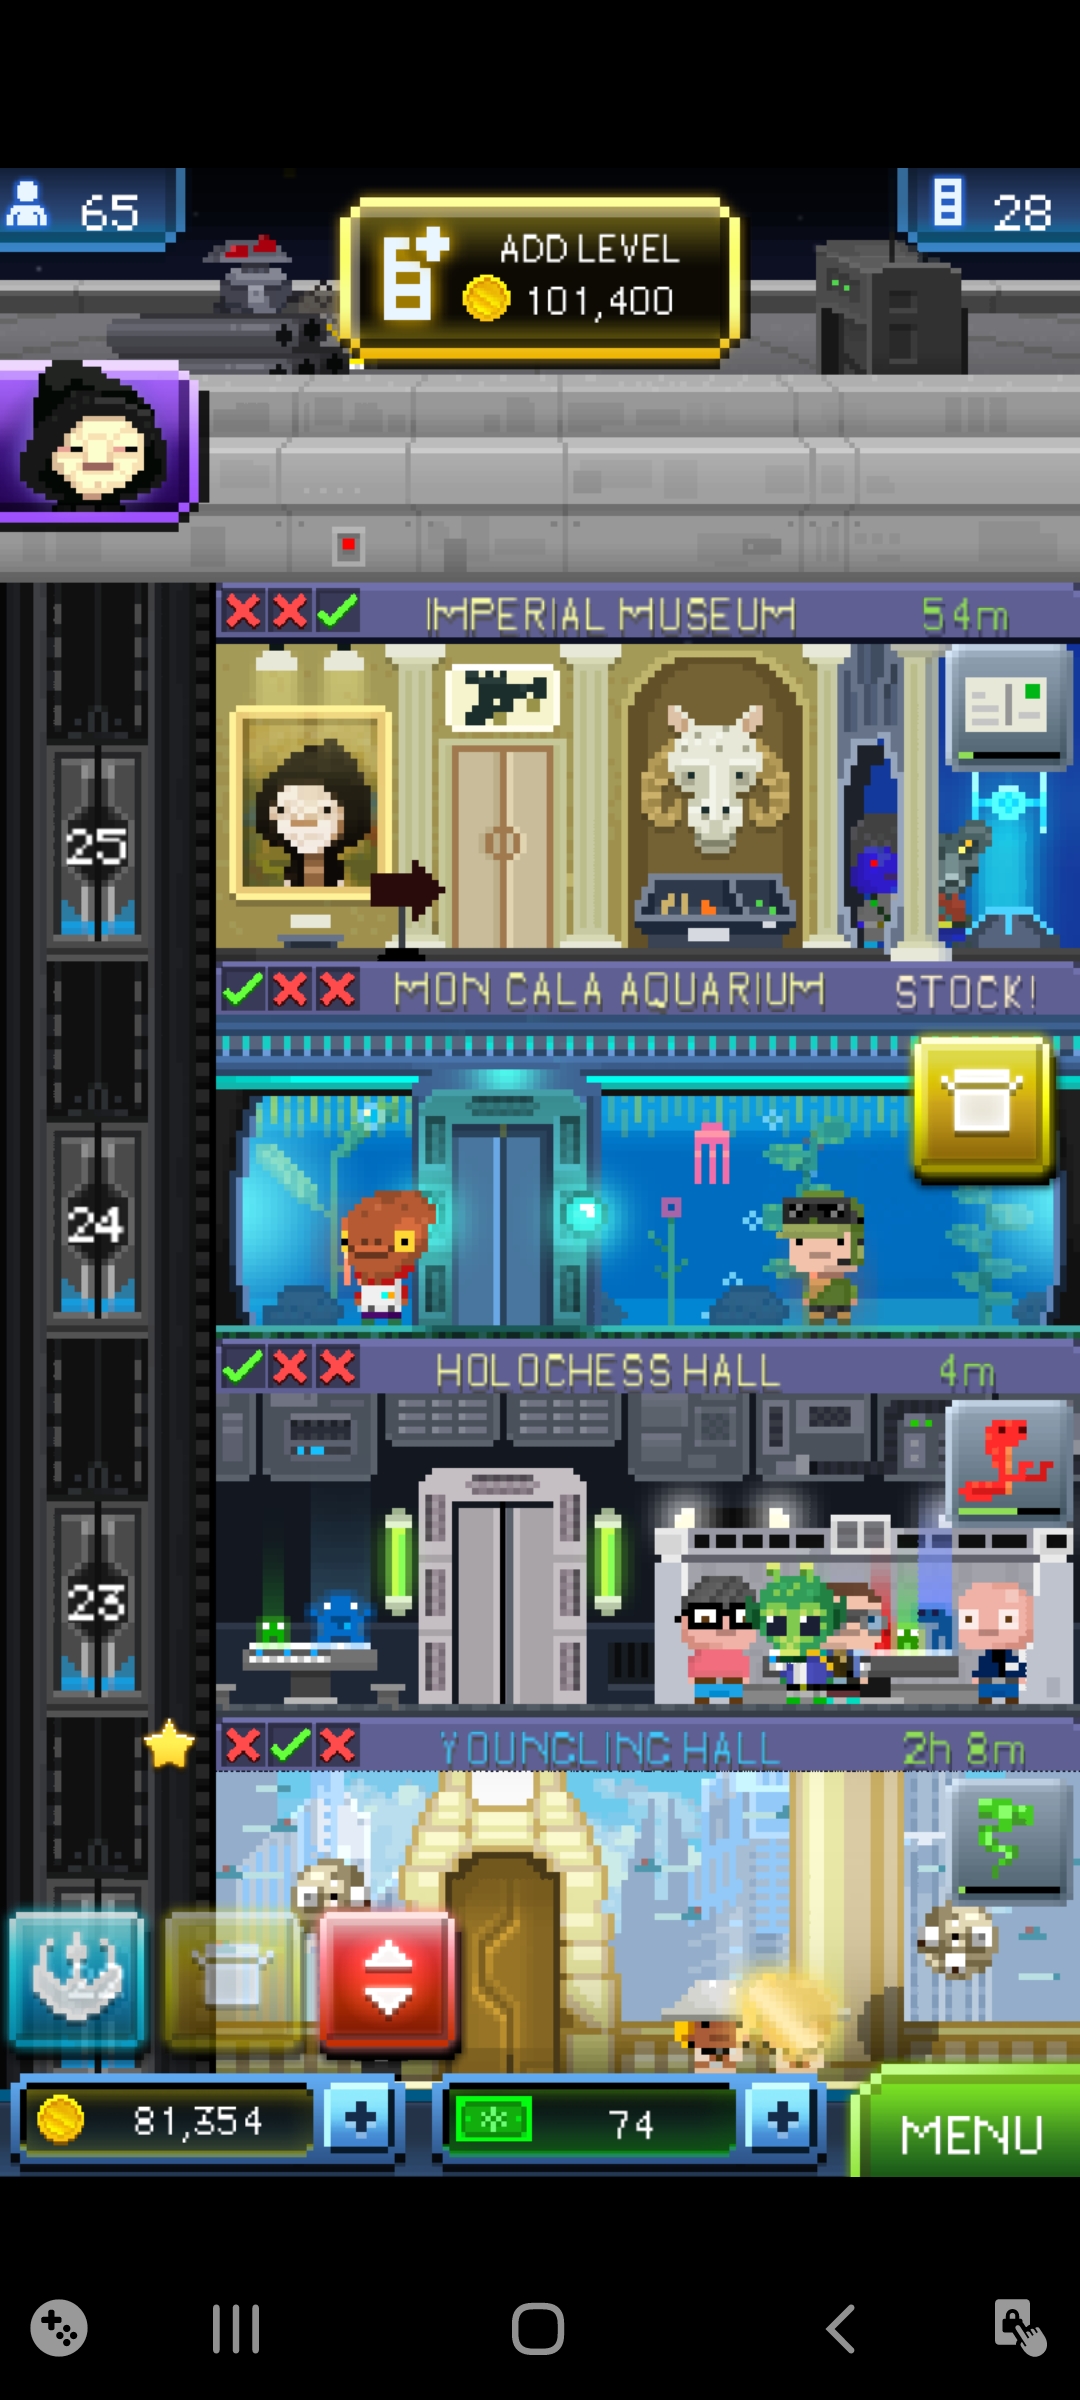 65
ADD LEVEL
101,400
28
IMPERIAL MUSEUM 54m
25
MON CALA AQUARIUM STOCK!
24
HOLOCHESS HALL 4m
23
YOUNGLING HALL 2h 8m
81,354
74
MENU